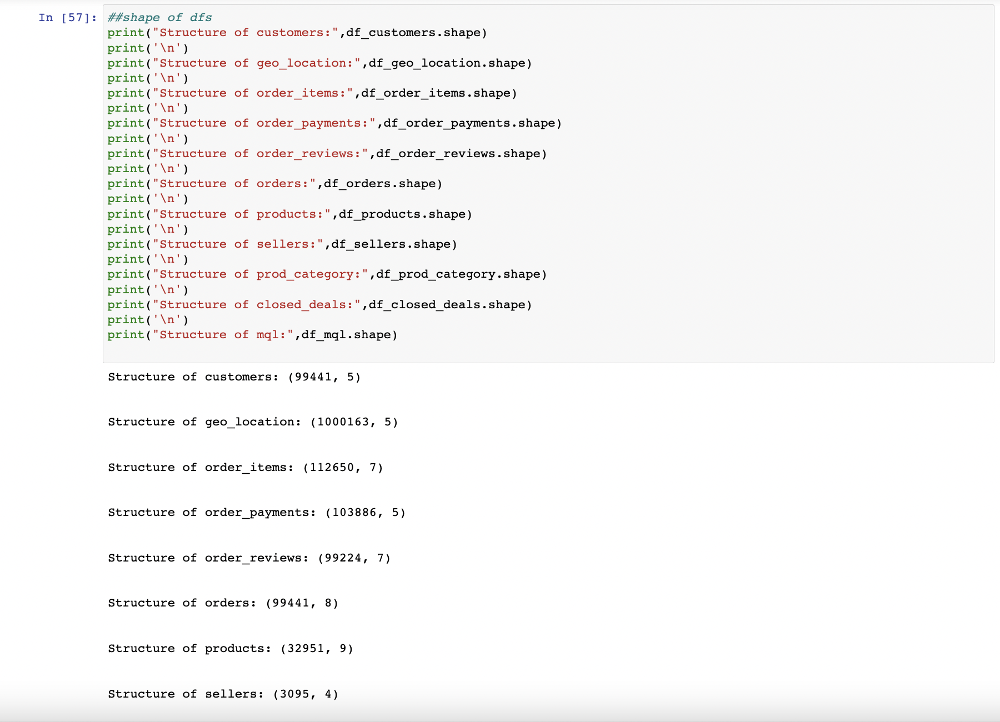 In [57]: ##shape of dfs
print("Structure of customers:",df_customers.shape)
print('\n')
print("Structure of geo_location:",df_geo_location.shape)
print('\n')
print("Structure of order_items:",df_order_items.shape)
print('\n')
print("Structure of order_payments:",df_order_payments.shape)
print('\n')
print("Structure of order_reviews:",df_order_reviews.shape)
print('\n')
print("Structure of orders:",df_orders.shape)
print('\n')
print("Structure of products:",df_products.shape)
print('\n')
print("Structure of sellers:",df_sellers.shape)
print('\n')
print("Structure of prod_category:",df_prod_category.shape)
print('\n')
print("Structure of closed_deals:",df_closed_deals.shape)
print('\n')
print("Structure of mql:",df_mql.shape)
Structure of customers: (99441, 5)
Structure of geo_location: (1000163, 5)
Structure of order_items: (112650, 7)
Structure of order_payments: (103886, 5)
Structure of order_reviews: (99224, 7)
Structure of orders: (99441, 8)
Structure of products: (32951, 9)
Structure of sellers: (3095, 4)